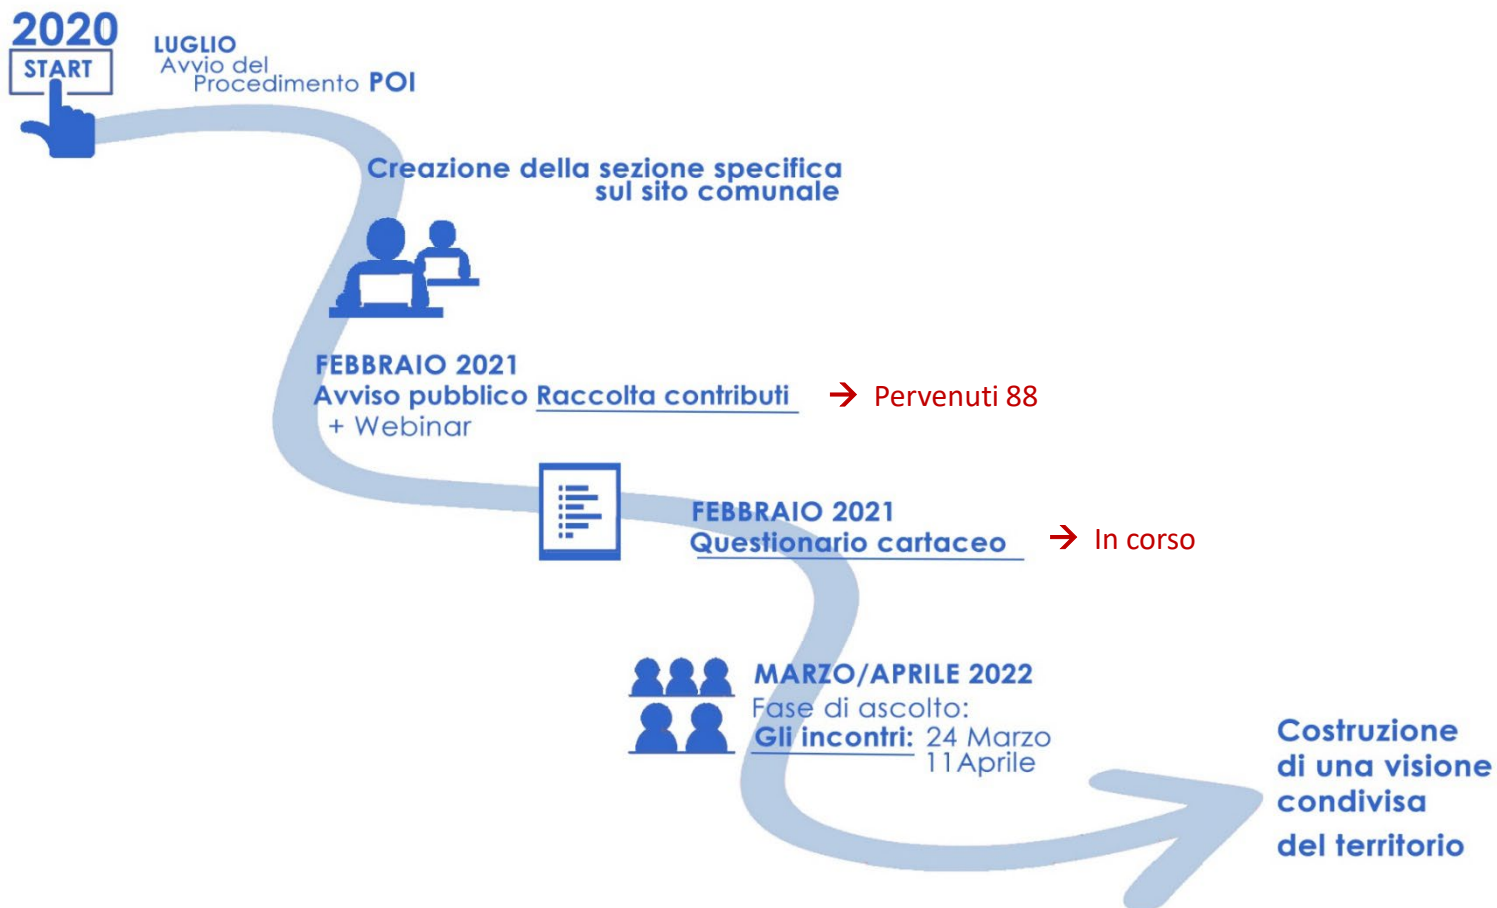 2020
START
LUGLIO
Avvio del
Procedimento POI
Creazione della sezione specifica
sul sito comunale
FEBBRAIO 2021
Avviso pubblico Raccolta contributi → Pervenuti 88
+ Webinar
FEBBRAIO 2021
Questionario cartaceo → In corso
MARZO/APRILE 2022
Fase di ascolto:
Gli incontri: 24 Marzo
11Aprile
Costruzione
di una visione
condivisa
del territorio